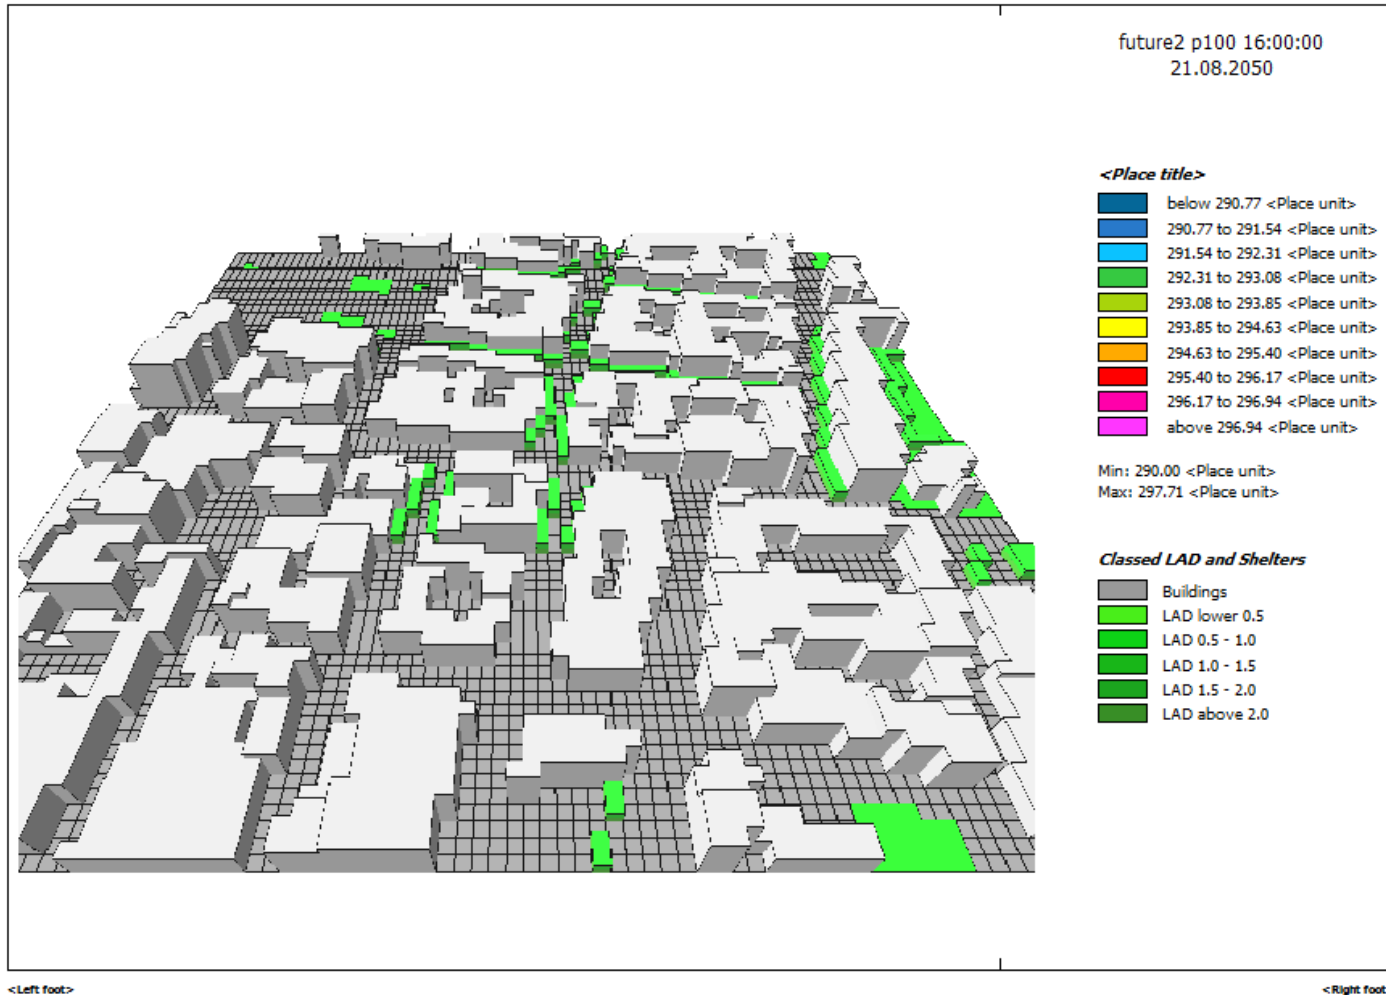 future2 p100 16:00:00
21.08.2050
<Place title>
below 290.77 <Place unit>
290.77 to 291.54 <Place unit>
291.54 to 292.31 <Place unit>
292.31 to 293.08 <Place unit>
293.08 to 293.85 <Place unit>
293.85 to 294.63 <Place unit>
294.63 to 295.40 <Place unit>
295.40 to 296.17 <Place unit>
296.17 to 296.94 <Place unit>
above 296.94 <Place unit>
Min: 290.00 <Place unit>
Max: 297.71 <Place unit>
Classed LAD and Shelters
Buildings
LAD lower 0.5
LAD 0.5 - 1.0
LAD 1.0 - 1.5
LAD 1.5 - 2.0
LAD above 2.0
<Left foot>
<Right foot